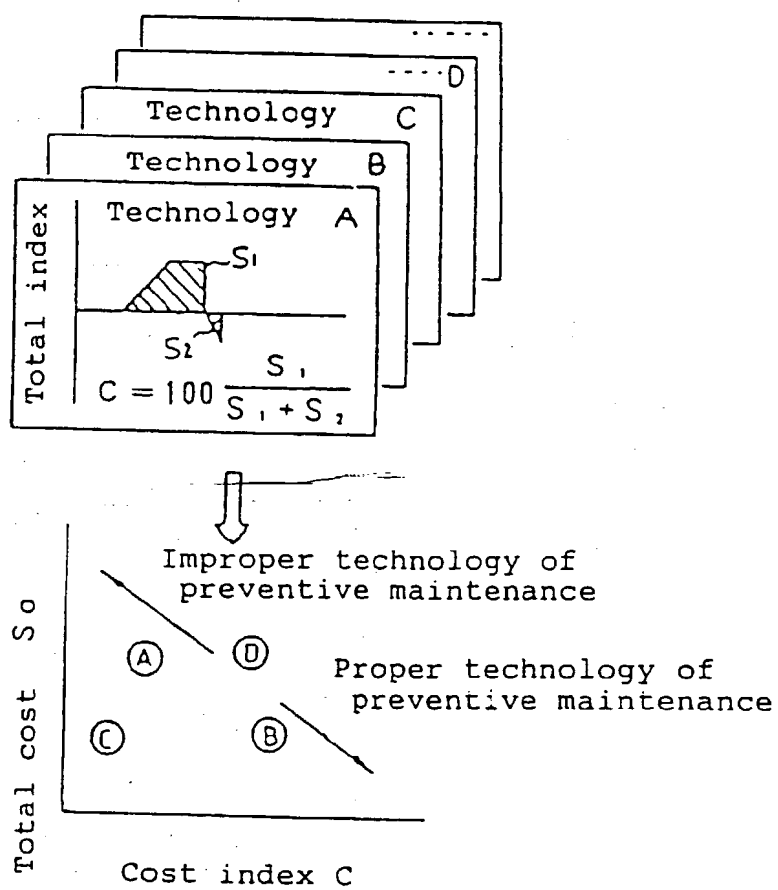 · · · · ·
· · · · D
Technology C
Technology B
Technology A
Total index
S1
S2
C = 100 S1 / S1 + S2
Improper technology of
preventive maintenance
A
D
Proper technology of
preventive maintenance
C
B
Total cost So
Cost index C